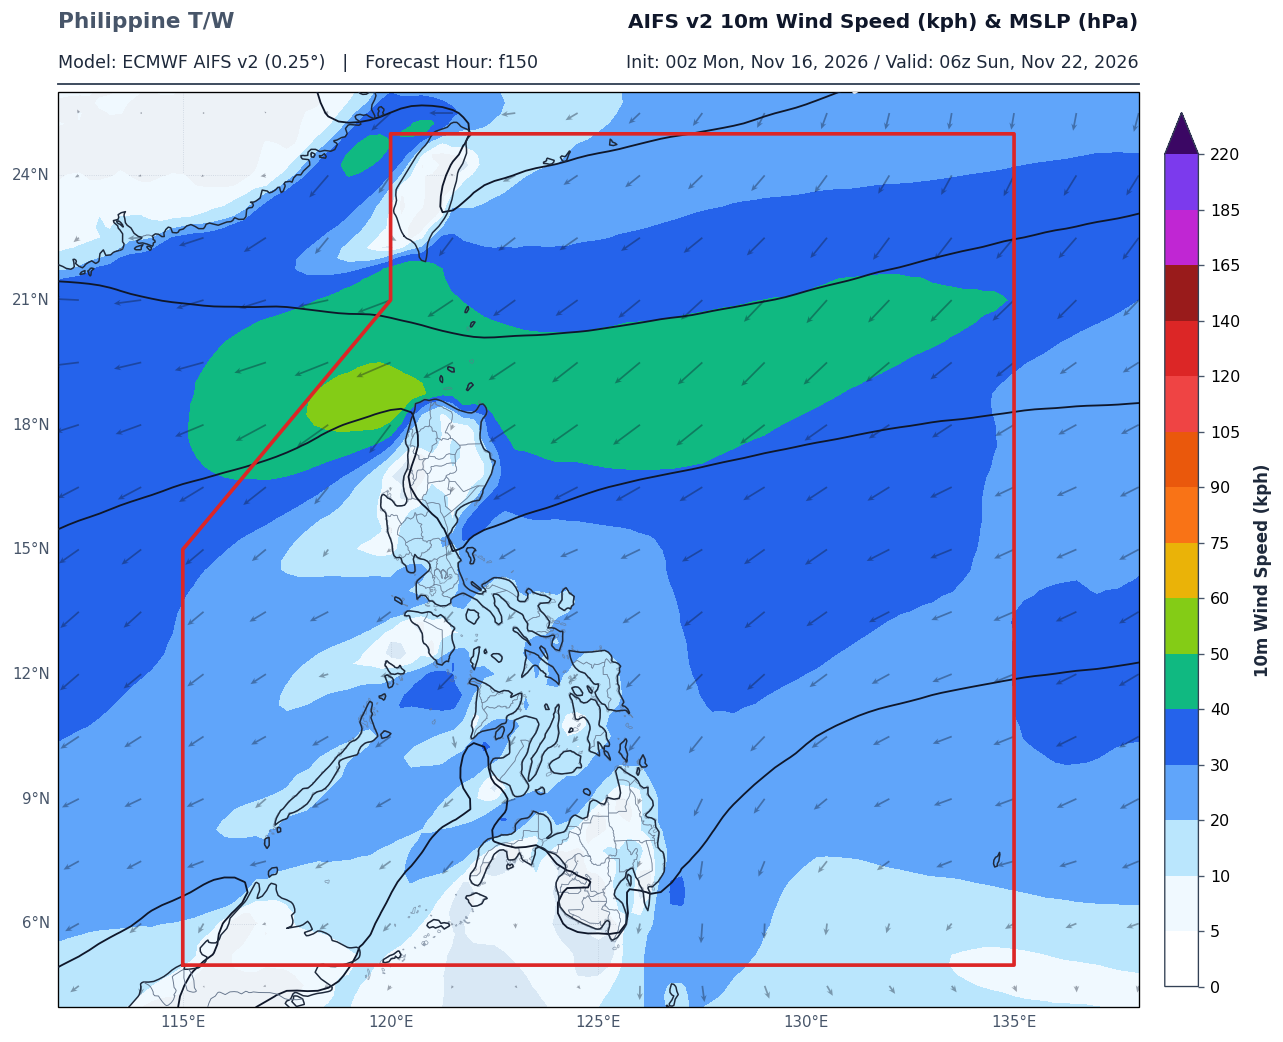 Philippine T/W
AIFS v2 10m Wind Speed (kph) & MSLP (hPa)
Model: ECMWF AIFS v2 (0.25°) | Forecast Hour: f150
Init: 00z Mon, Nov 16, 2026 / Valid: 06z Sun, Nov 22, 2026
24°N
21°N
18°N
15°N
12°N
9°N
6°N
115°E
120°E
125°E
130°E
135°E
220
185
165
140
120
105
90
75
60
50
40
30
20
10
5
0
10m Wind Speed (kph)